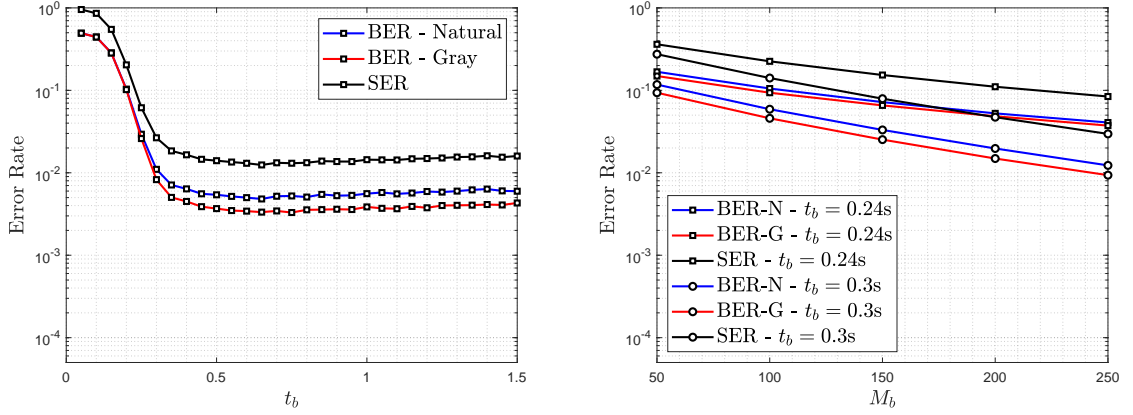 Error Rate
10^0
10^{-1}
10^{-2}
10^{-3}
10^{-4}
BER - Natural
BER - Gray
SER
0 0.5 1 1.5
t_b
Error Rate
10^0
10^{-1}
10^{-2}
10^{-3}
10^{-4}
BER-N - t_b = 0.24s
BER-G - t_b = 0.24s
SER - t_b = 0.24s
BER-N - t_b = 0.3s
BER-G - t_b = 0.3s
SER - t_b = 0.3s
50 100 150 200 250
M_b